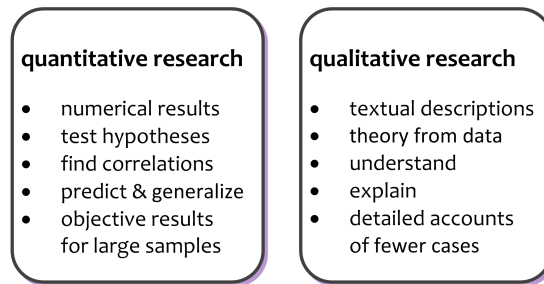 quantitative research
• numerical results
• test hypotheses
• find correlations
• predict & generalize
• objective results
for large samples
qualitative research
• textual descriptions
• theory from data
• understand
• explain
• detailed accounts
of fewer cases